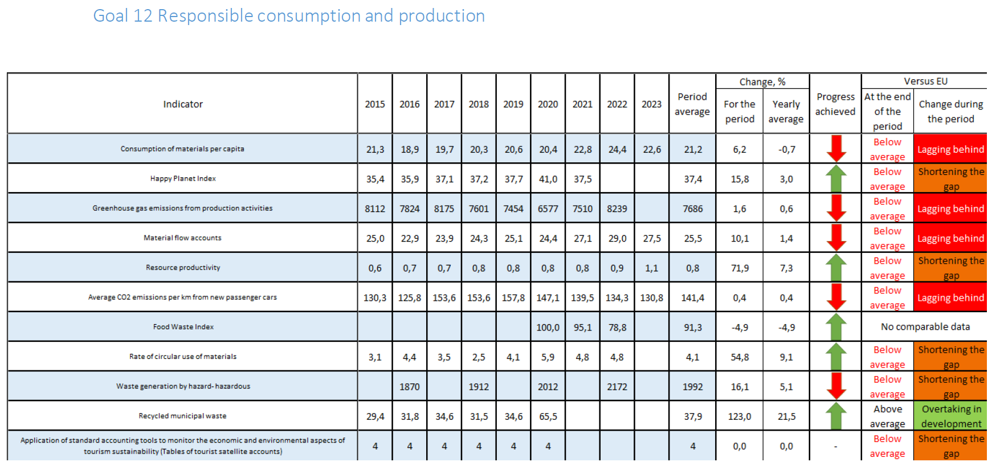 Goal 12 Responsible consumption and production
Indicator 2015 2016 2017 2018 2019 2020 2021 2022 2023 Period average Change, % For the period Yearly average Progress achieved Versus EU At the end of the period Change during the period
Consumption of materials per capita 21,3 18,9 19,7 20,3 20,6 20,4 22,8 24,4 22,6 21,2 6,2 -0,7 Below average Lagging behind
Happy Planet Index 35,4 35,9 37,1 37,2 37,7 41,0 37,5 37,4 15,8 3,0 Below average Shortening the gap
Greenhouse gas emissions from production activities 8112 7824 8175 7601 7454 6577 7510 8239 7686 1,6 0,6 Below average Lagging behind
Material flow accounts 25,0 22,9 23,9 24,3 25,1 24,4 27,1 29,0 27,5 25,5 10,1 1,4 Below average Lagging behind
Resource productivity 0,6 0,7 0,7 0,8 0,8 0,8 0,8 0,9 1,1 0,8 71,9 7,3 Below average Shortening the gap
Average CO2 emissions per km from new passenger cars 130,3 125,8 153,6 153,6 157,8 147,1 139,5 134,3 130,8 141,4 0,4 0,4 Below average Lagging behind
Food Waste Index 100,0 95,1 78,8 91,3 -4,9 -4,9 No comparable data
Rate of circular use of materials 3,1 4,4 3,5 2,5 4,1 5,9 4,8 4,8 4,1 54,8 9,1 Below average Shortening the gap
Waste generation by hazard- hazardous 1870 1912 2012 2172 1992 16,1 5,1 Below average Shortening the gap
Recycled municipal waste 29,4 31,8 34,6 31,5 34,6 65,5 37,9 123,0 21,5 Above average Overtaking in development
Application of standard accounting tools to monitor the economic and environmental aspects of
tourism sustainability (Tables of tourist satellite accounts) 4 4 4 4 4 4 4 0,0 0,0 - Below average Shortening the gap